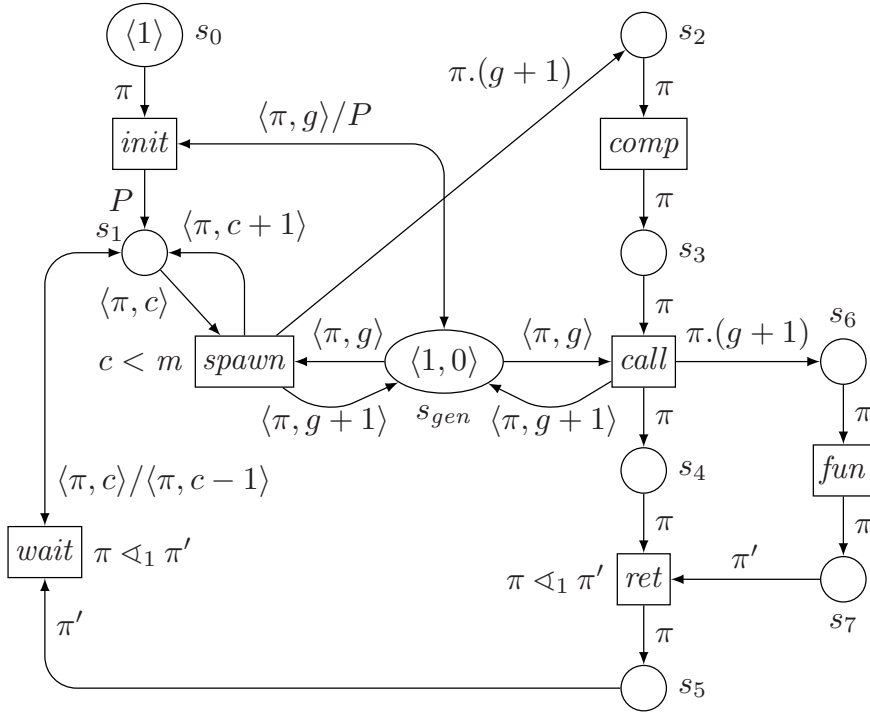 ⟨1⟩ s₀
s₂
π
π
π.(g + 1)
init
⟨π, g⟩/P
comp
P
π
s₁
⟨π, c + 1⟩
s₃
⟨π, c⟩
π
s₆
c < m
spawn
⟨π, g⟩
⟨1, 0⟩
⟨π, g⟩
call
π.(g + 1)
⟨π, g + 1⟩
s_gen
⟨π, g + 1⟩
π
π
s₄
fun
⟨π, c⟩/⟨π, c − 1⟩
π
π
wait
π ⋖₁ π′
π ⋖₁ π′
ret
π′
s₇
π′
π
s₅